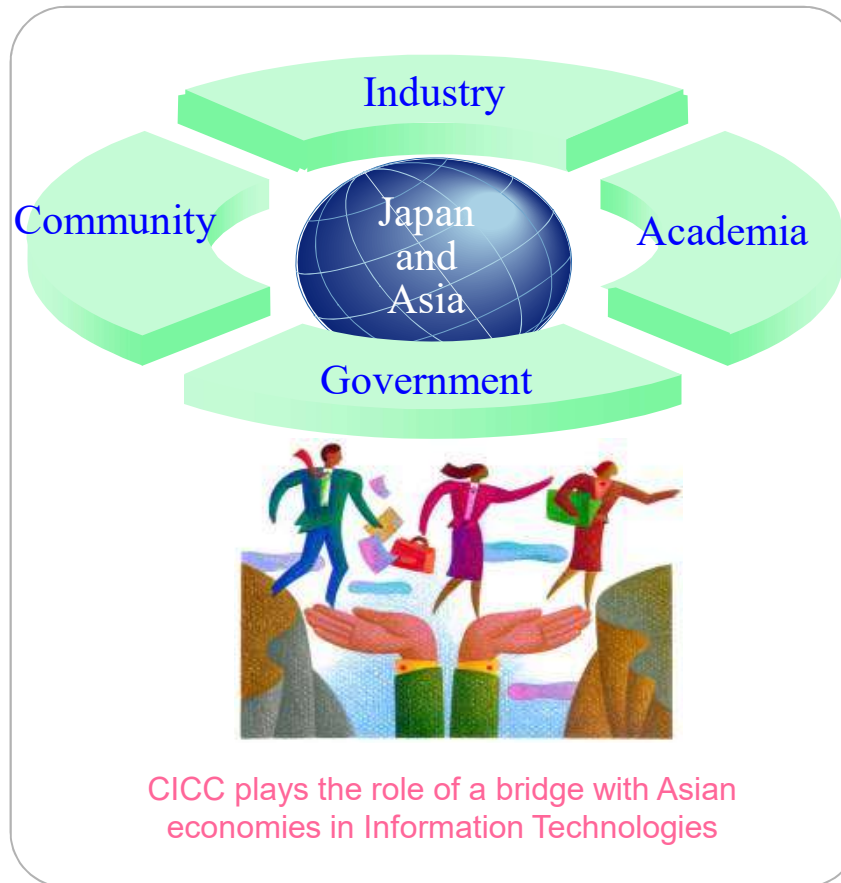 Industry
Community
Japan
and
Asia
Academia
Government
CICC plays the role of a bridge with Asian
economies in Information Technologies